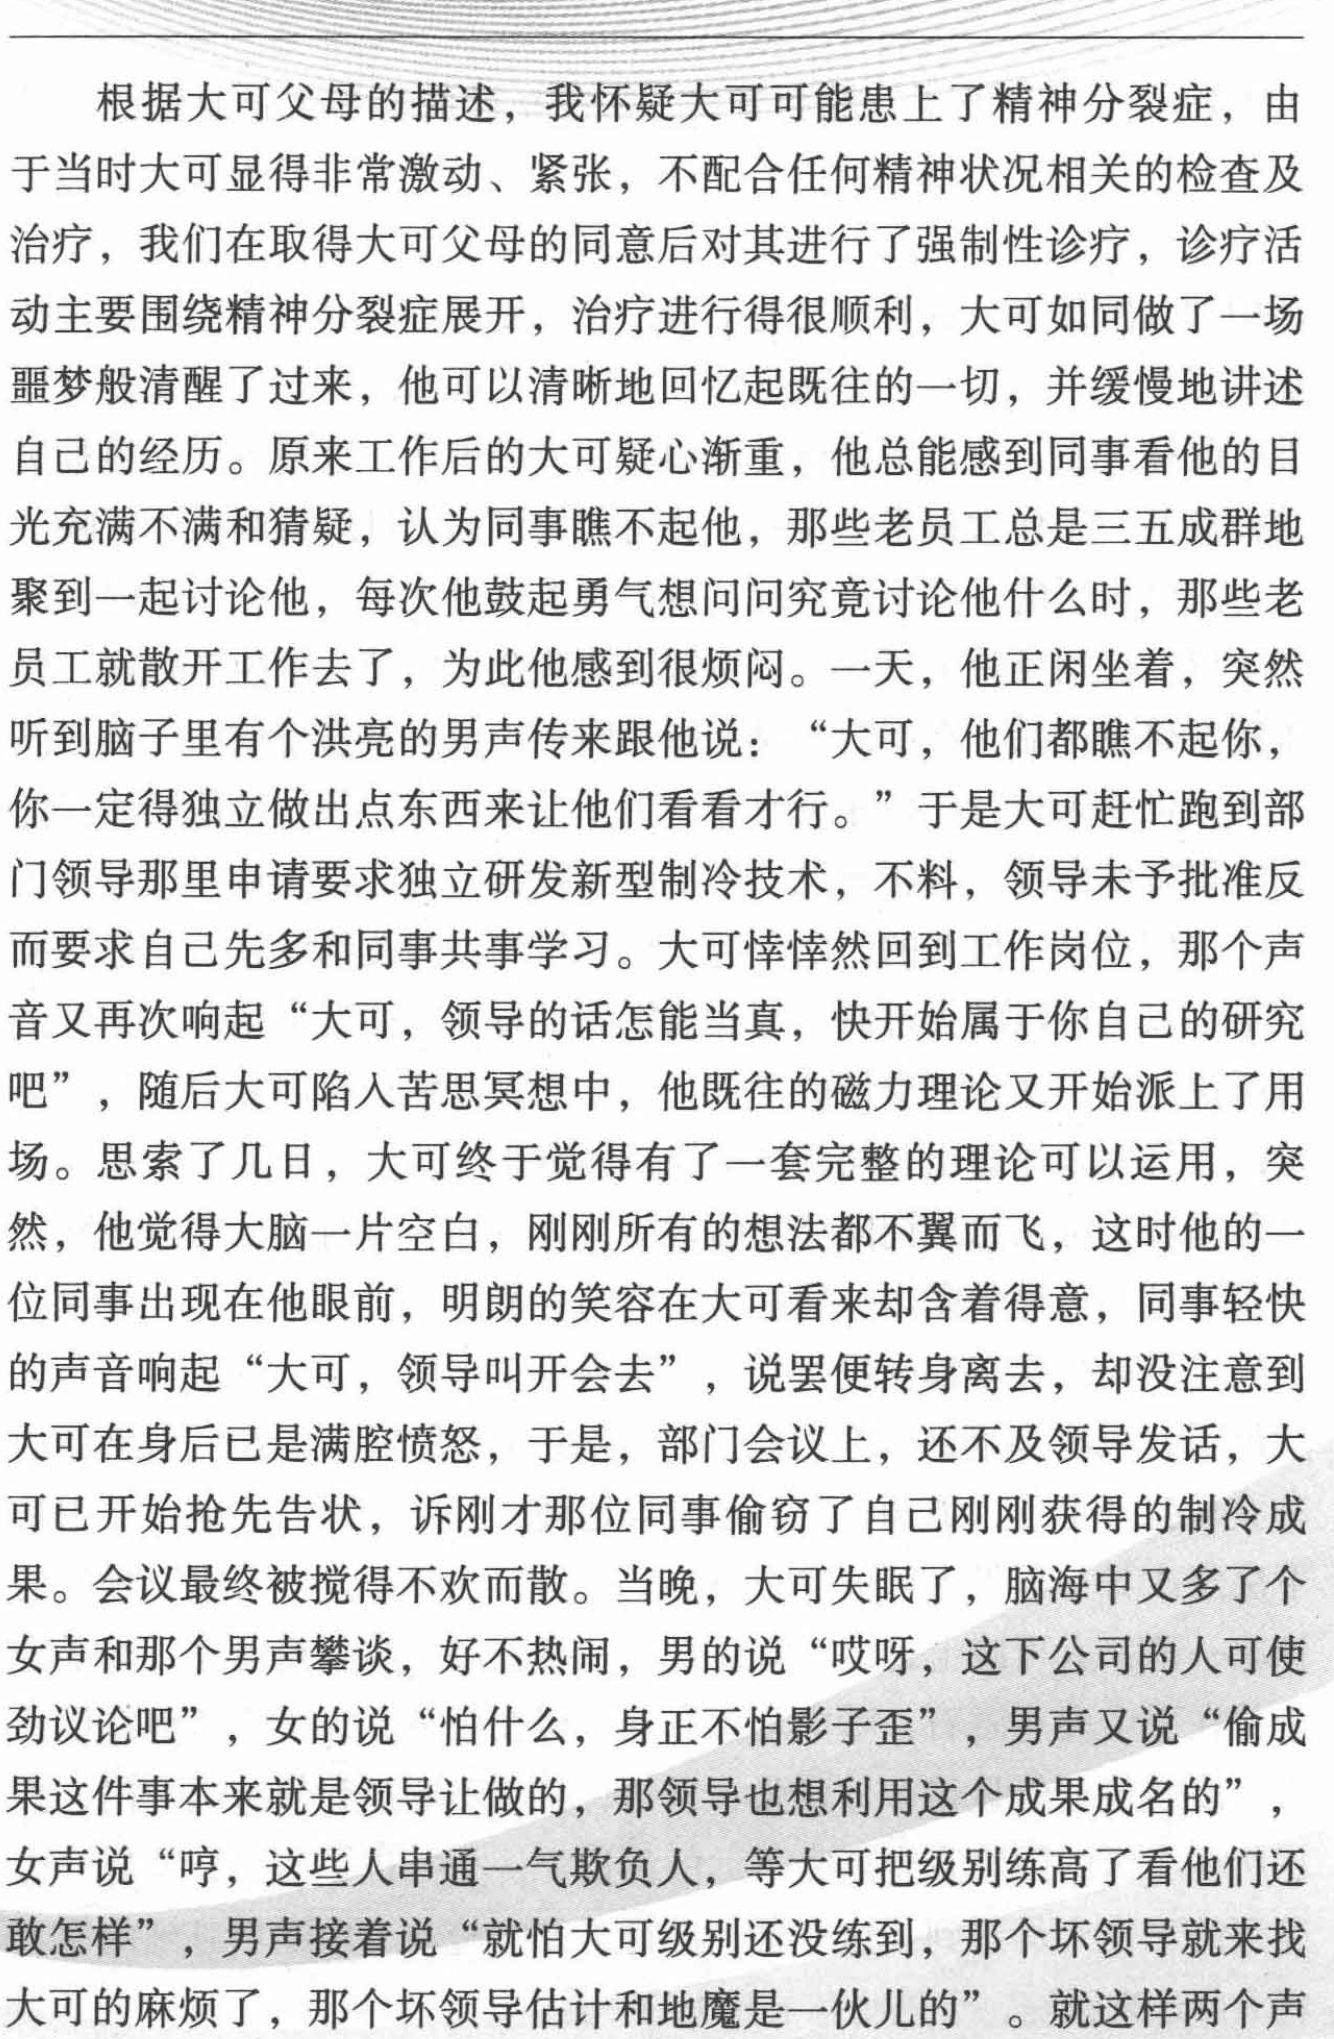 根据大可父母的描述，我怀疑大可可能患上了精神分裂症，由
于当时大可显得非常激动、紧张，不配合任何精神状况相关的检查及
治疗，我们在取得大可父母的同意后对其进行了强制性诊疗，诊疗活
动主要围绕精神分裂症展开，治疗进行得很顺利，大可如同做了一场
噩梦般清醒了过来，他可以清晰地回忆起既往的一切，并缓慢地讲述
自己的经历。原来工作后的大可疑心渐重，他总能感到同事看他的目
光充满不满和猜疑，认为同事瞧不起他，那些老员工总是三五成群地
聚到一起讨论他，每次他鼓起勇气想问问究竟讨论他什么时，那些老
员工就散开工作去了，为此他感到很烦闷。一天，他正闲坐着，突然
听到脑子里有个洪亮的男声传来跟他说：“大可，他们都瞧不起你，
你一定得独立做出点东西来让他们看看才行。”于是大可赶忙跑到部
门领导那里申请要求独立研发新型制冷技术，不料，领导未予批准反
而要求自己先多和同事共事学习。大可悻悻然回到工作岗位，那个声
音又再次响起“大可，领导的话怎能当真，快开始属于你自己的研究
吧”，随后大可陷入苦思冥想中，他既往的磁力理论又开始派上了用
场。思索了几日，大可终于觉得有了一套完整的理论可以运用，突
然，他觉得大脑一片空白，刚刚所有的想法都不翼而飞，这时他的一
位同事出现在他眼前，明朗的笑容在大可看来却含着得意，同事轻快
的声音响起“大可，领导叫开会去”，说罢便转身离去，却没注意到
大可在身后已是满腔愤怒，于是，部门会议上，还不及领导发话，大
可已开始抢先告状，诉刚才那位同事偷窃了自己刚刚获得的制冷成
果。会议最终被搅得不欢而散。当晚，大可失眠了，脑海中又多了个
女声和那个男声攀谈，好不热闹，男的说“哎呀，这下公司的人可使
劲议论吧”，女的说“怕什么，身正不怕影子歪”，男声又说“偷成
果这件事本来就是领导让做的，那领导也想利用这个成果成名的”，
女声说“哼，这些人串通一气欺负人，等大可把级别练高了看他们还
敢怎样”，男声接着说“就怕大可级别还没练到，那个坏领导就来找
大可的麻烦了，那个坏领导估计和地魔是一伙儿的”。就这样两个声